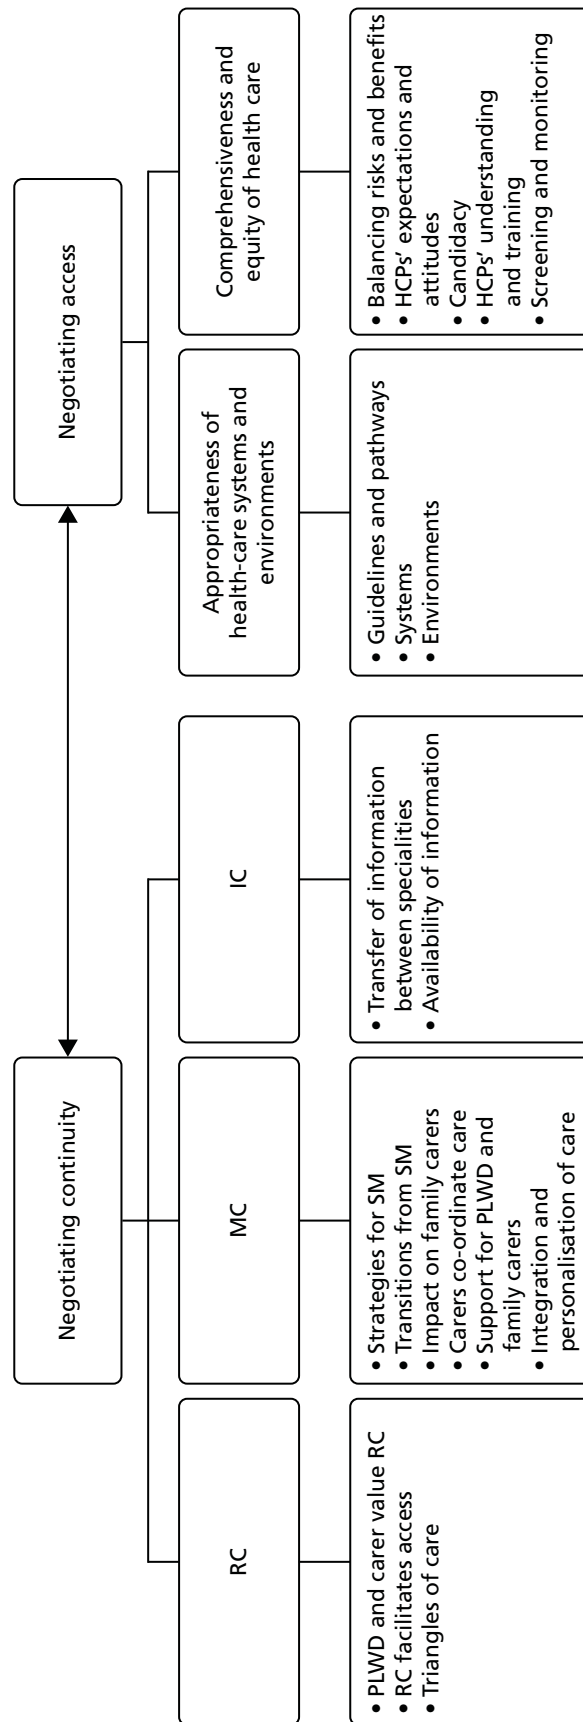 Negotiating continuity
Negotiating access
RC
MC
IC
Appropriateness of
health-care systems and
environments
Comprehensiveness and
equity of health care
• PLWD and carer value RC
• RC facilitates access
• Triangles of care
• Strategies for SM
• Transitions from SM
• Impact on family carers
• Carers co-ordinate care
• Support for PLWD and
family carers
• Integration and
personalisation of care
• Transfer of information
between specialities
• Availability of information
• Guidelines and pathways
• Systems
• Environments
• Balancing risks and benefits
• HCPs’ expectations and
attitudes
• Candidacy
• HCPs’ understanding
and training
• Screening and monitoring